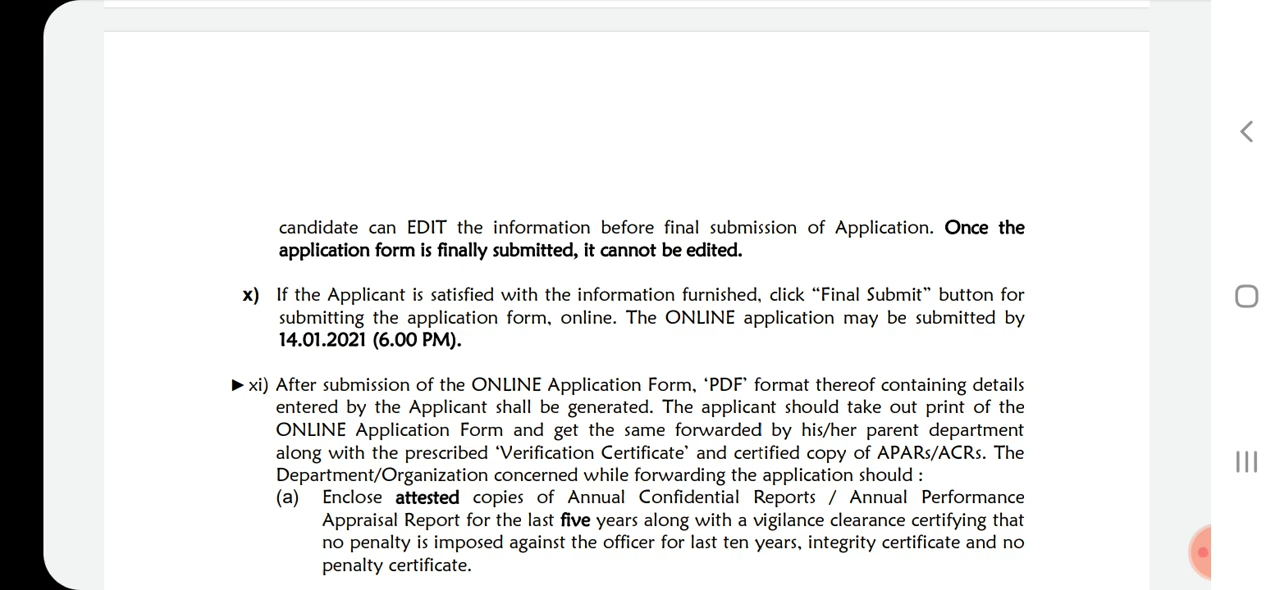 candidate can EDIT the information before final submission of Application. Once the
application form is finally submitted, it cannot be edited.
x) If the Applicant is satisfied with the information furnished, click “Final Submit” button for
submitting the application form, online. The ONLINE application may be submitted by
14.01.2021 (6.00 PM).
►xi) After submission of the ONLINE Application Form, ‘PDF’ format thereof containing details
entered by the Applicant shall be generated. The applicant should take out print of the
ONLINE Application Form and get the same forwarded by his/her parent department
along with the prescribed ‘Verification Certificate’ and certified copy of APARs/ACRs. The
Department/Organization concerned while forwarding the application should :
(a) Enclose attested copies of Annual Confidential Reports / Annual Performance
Appraisal Report for the last five years along with a vigilance clearance certifying that
no penalty is imposed against the officer for last ten years, integrity certificate and no
penalty certificate.